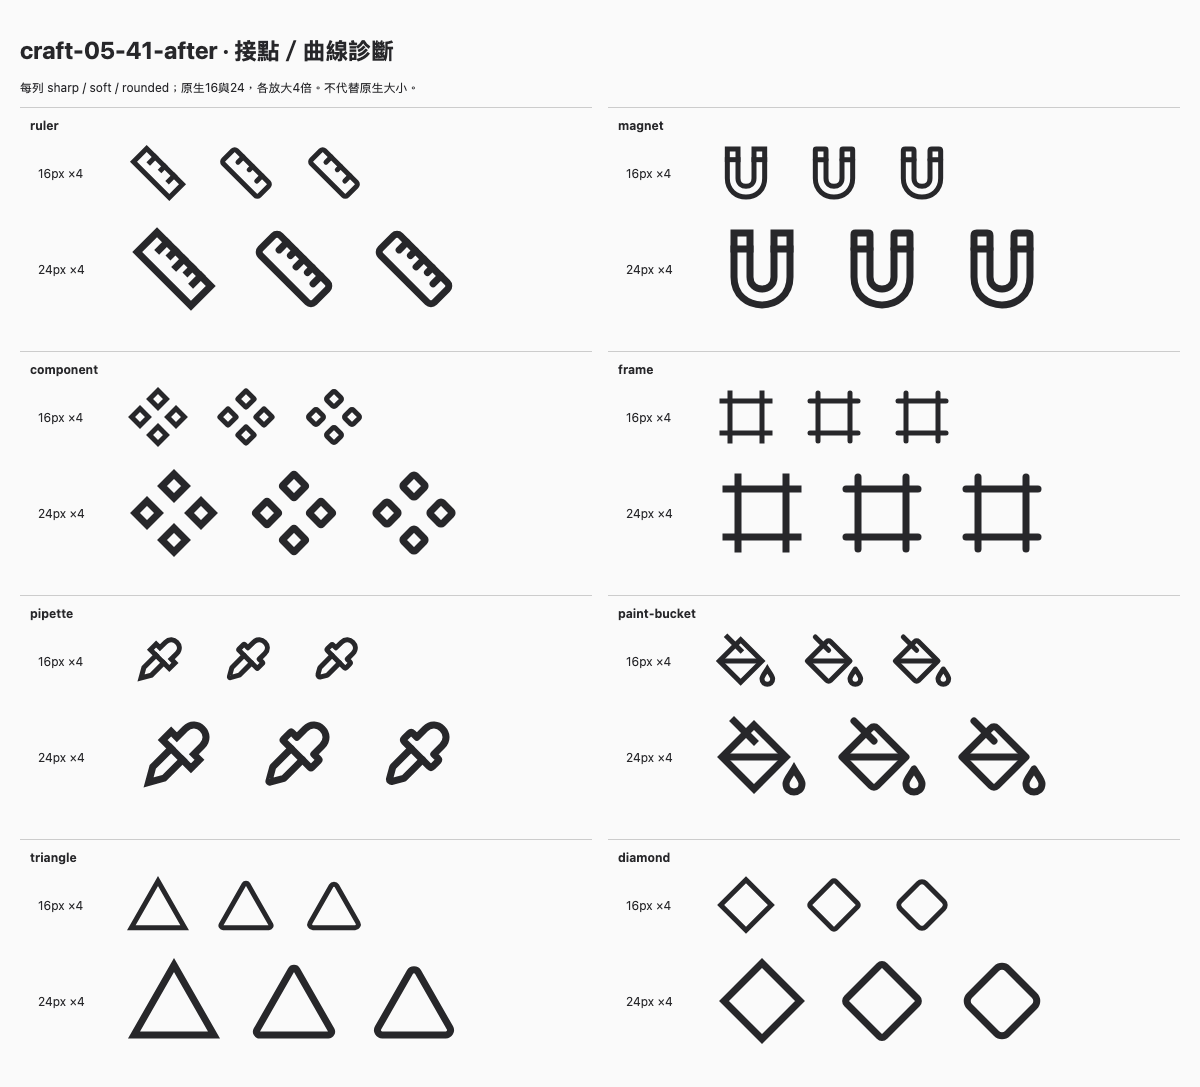 craft-05-41-after · 接點 / 曲線診斷
每列 sharp / soft / rounded；原生16與24，各放大4倍。不代替原生大小。
ruler
16px ×4
24px ×4
magnet
16px ×4
24px ×4
component
16px ×4
24px ×4
frame
16px ×4
24px ×4
pipette
16px ×4
24px ×4
paint-bucket
16px ×4
24px ×4
triangle
16px ×4
24px ×4
diamond
16px ×4
24px ×4